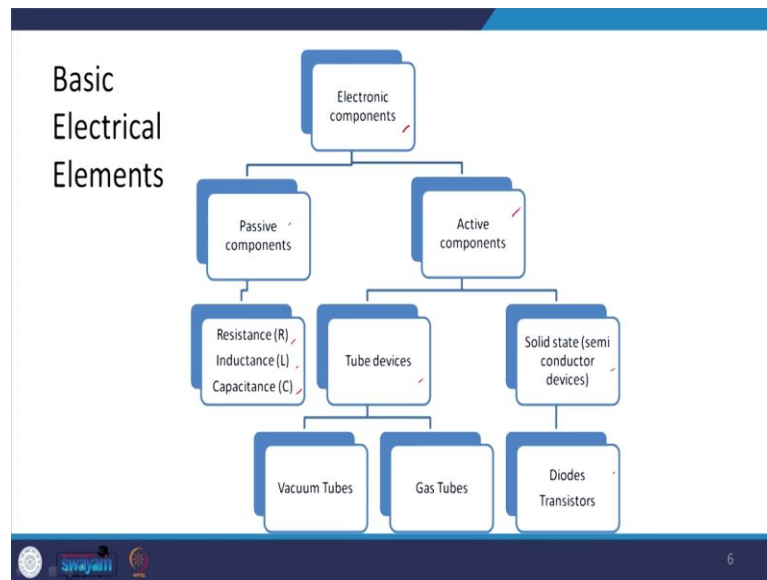 Basic
Electrical
Elements
Electronic
components
Passive
components
Active
components
Resistance (R)
Inductance (L)
Capacitance (C)
Tube devices
Solid state (semi
conductor
devices)
Vacuum Tubes
Gas Tubes
Diodes
Transistors
swayam
6